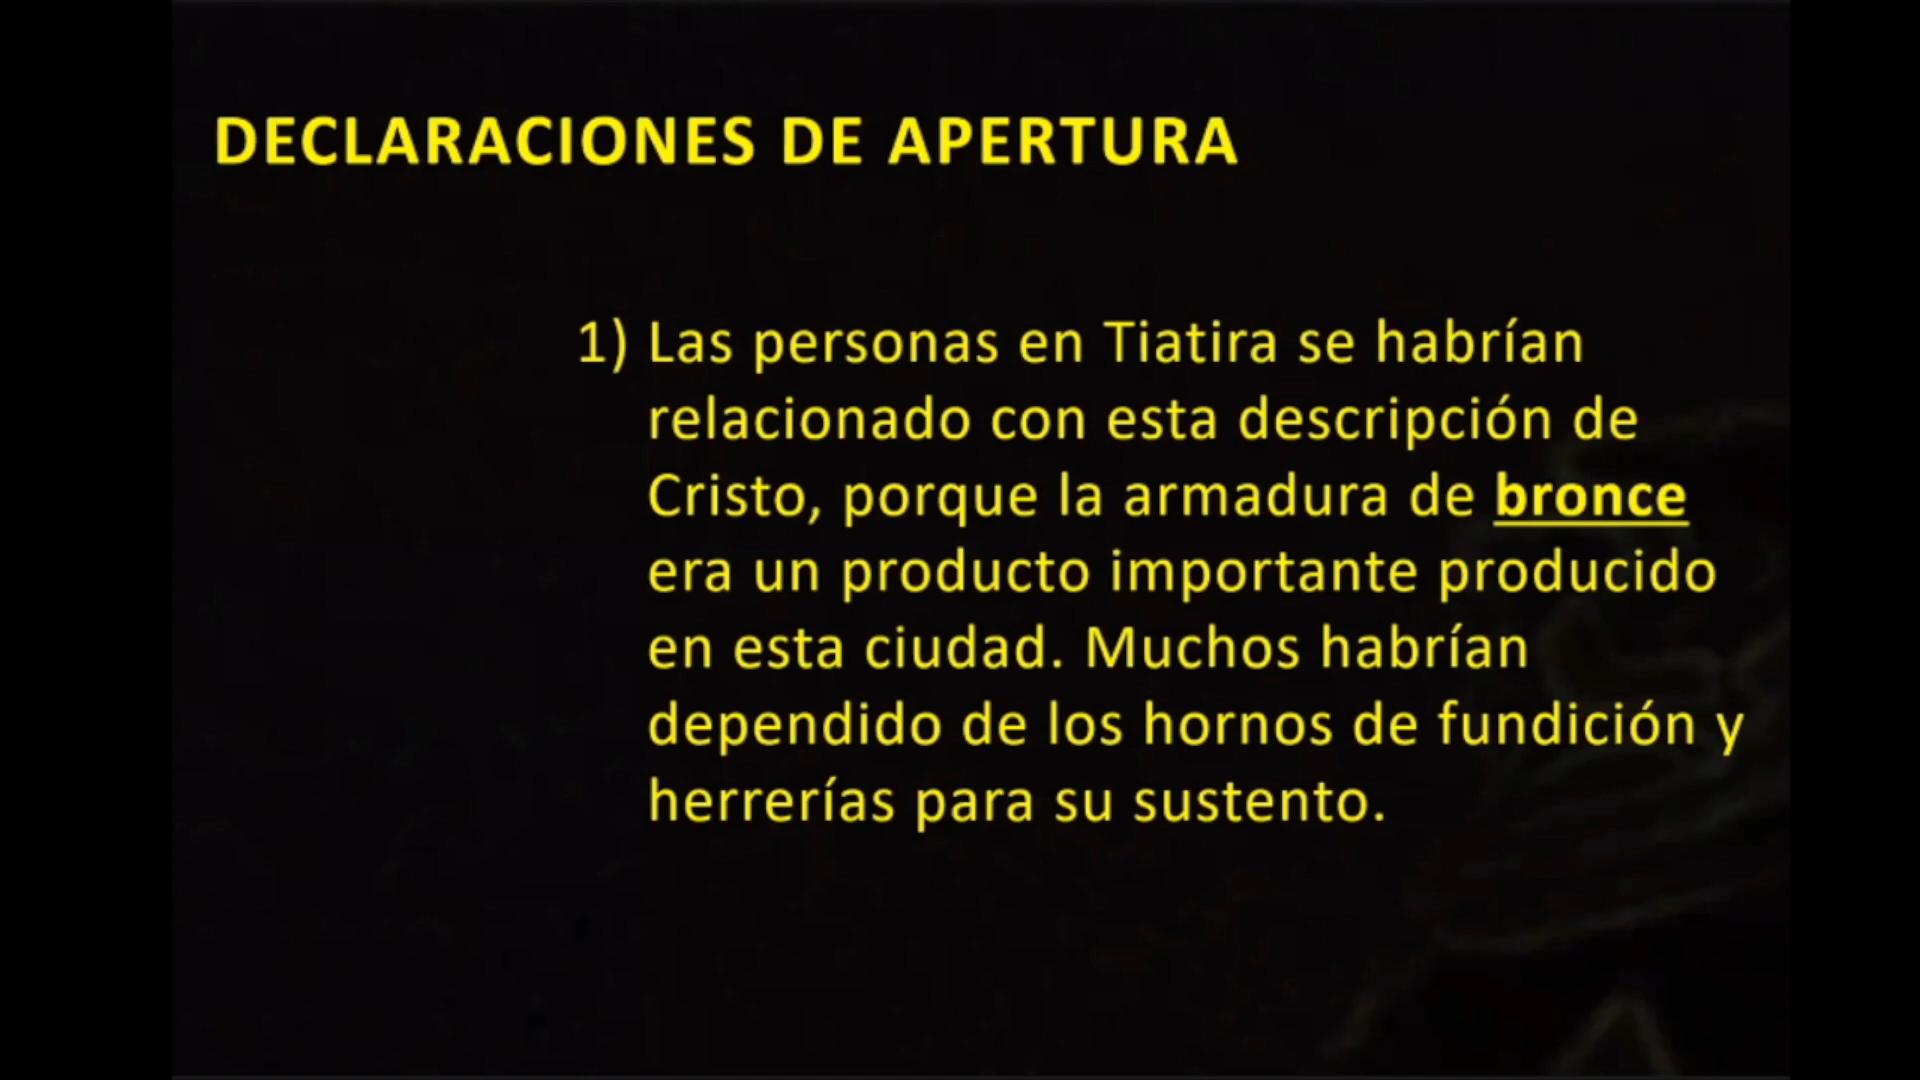 DECLARACIONES DE APERTURA
1) Las personas en Tiatira se habrían
relacionado con esta descripción de
Cristo, porque la armadura de bronce
era un producto importante producido
en esta ciudad. Muchos habrían
dependido de los hornos de fundición y
herrerías para su sustento.